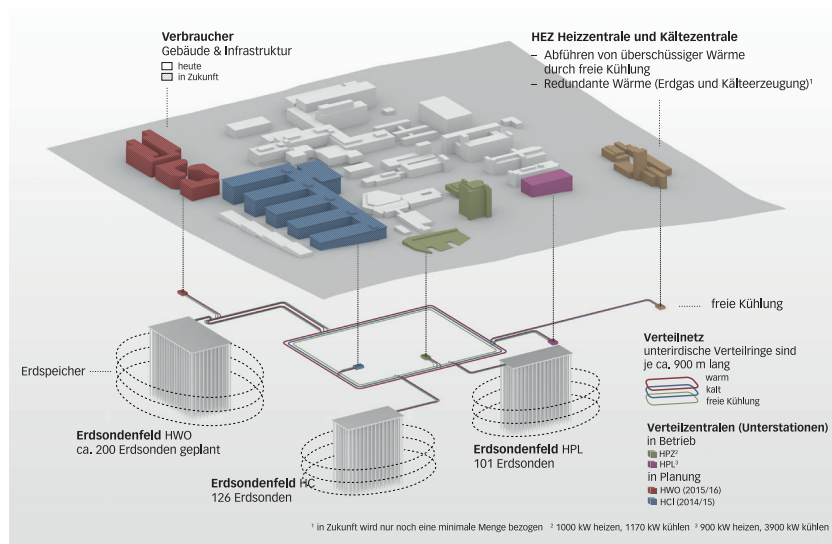 Verbraucher
Gebäude & Infrastruktur
heute
in Zukunft
HEZ Heizzentrale und Kältezentrale
– Abführen von überschüssiger Wärme
durch freie Kühlung
– Redundante Wärme (Erdgas und Kälteerzeugung)¹
freie Kühlung
Erdspeicher
Verteilnetz
unterirdische Verteilringe sind
je ca. 900 m lang
warm
kalt
freie Kühlung
Erdsondenfeld HWO
ca. 200 Erdsonden geplant
Erdsondenfeld HC
126 Erdsonden
Erdsondenfeld HPL
101 Erdsonden
Verteilzentralen (Unterstationen)
in Betrieb
HPZ²
HPL³
in Planung
HWO (2015/16)
HCI (2014/15)
¹ in Zukunft wird nur noch eine minimale Menge bezogen ² 1000 kW heizen, 1170 kW kühlen ³ 900 kW heizen, 3900 kW kühlen